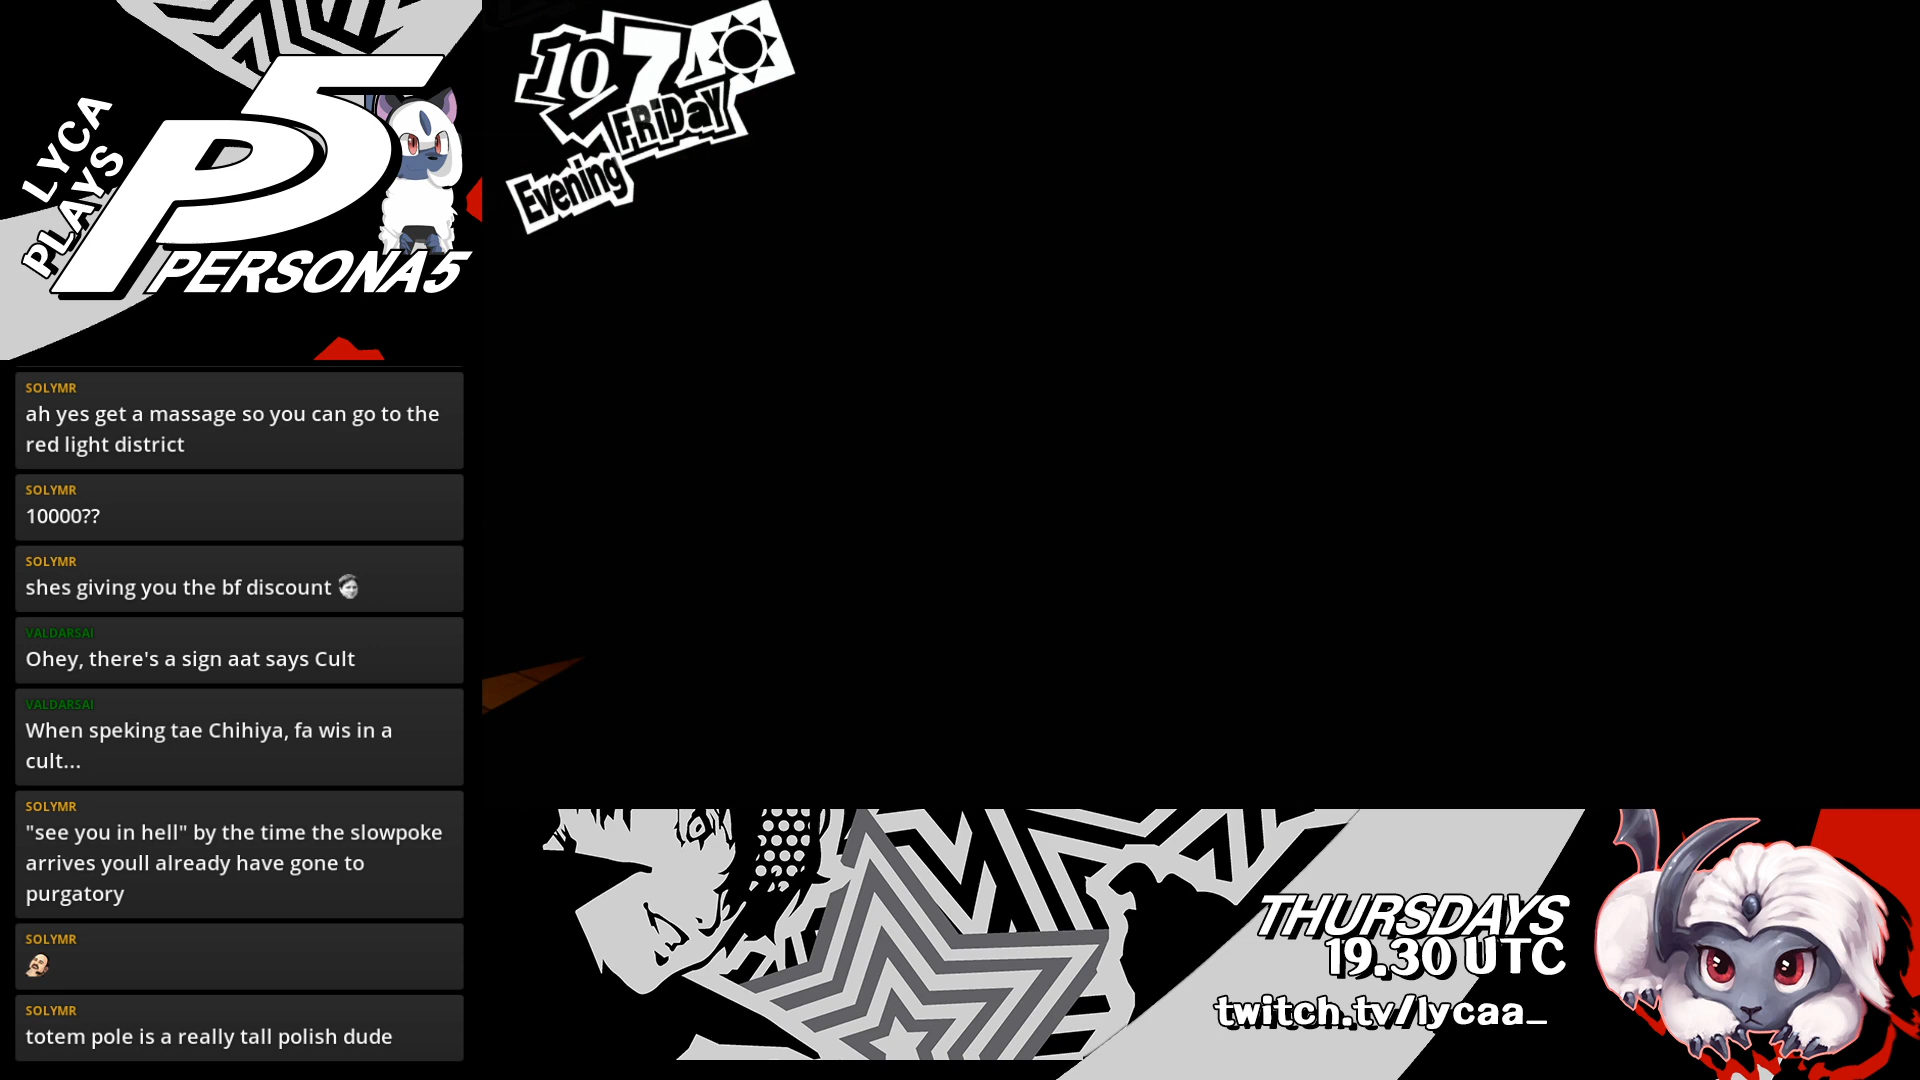 LYCA
PLAYS
P5
PERSONA5
10/7
FRiDaY
Evening
SOLYMR
ah yes get a massage so you can go to the
red light district
SOLYMR
10000??
SOLYMR
shes giving you the bf discount
VALDARSAI
Ohey, there's a sign aat says Cult
VALDARSAI
When speking tae Chihiya, fa wis in a
cult...
SOLYMR
"see you in hell" by the time the slowpoke
arrives youll already have gone to
purgatory
SOLYMR
SOLYMR
totem pole is a really tall polish dude
THURSDAYS
19.30 UTC
twitch.tv/lycaa_